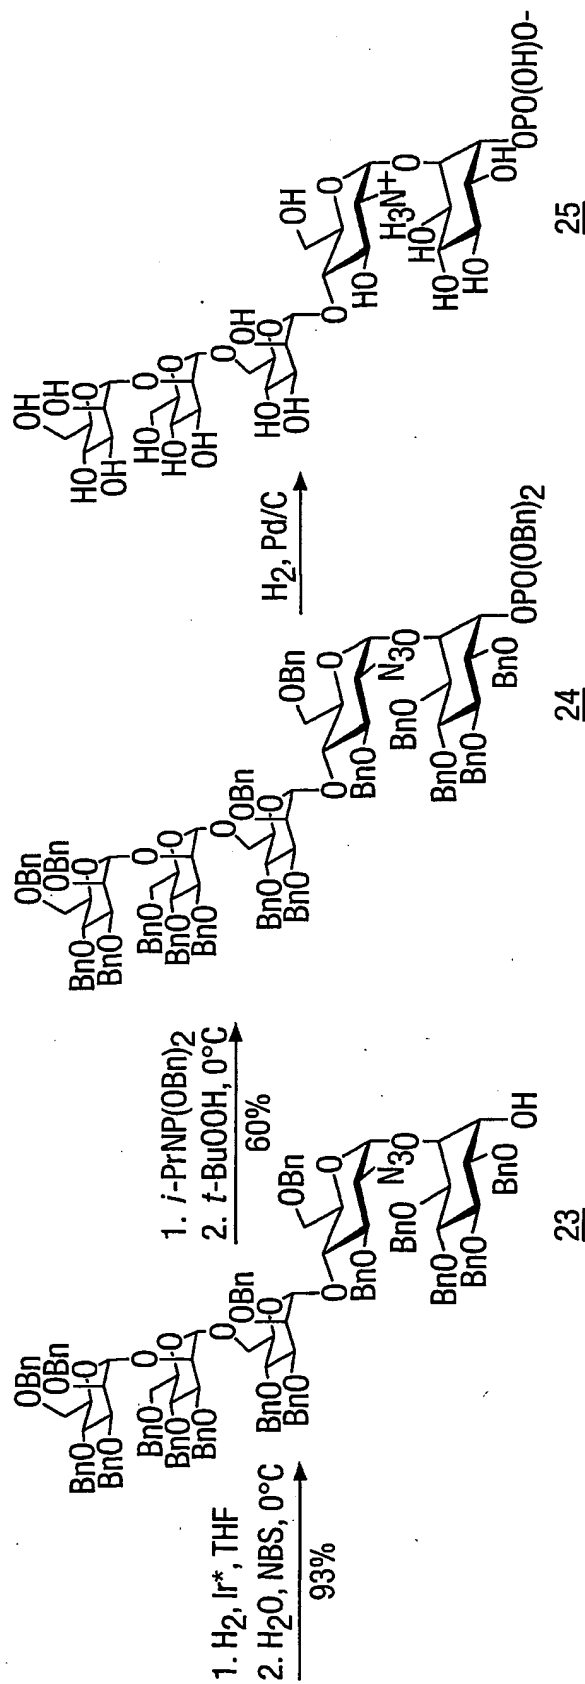 1. H2, Ir*, THF
2. H2O, NBS, 0°C
93%
OBn
OBn
BnO O
BnO
O
BnO O
BnO
BnO O
OBn
O
BnO
BnO
O OBn
O
BnO
N3 O
BnO
BnO
BnO BnO
OH
23
1. i-PrNP(OBn)2
2. t-BuOOH, 0°C
60%
OBn
OBn
BnO O
BnO
O
BnO O
BnO
BnO O
OBn
O
BnO
BnO
O OBn
O
BnO
N3 O
BnO
BnO
BnO BnO
OPO(OBn)2
24
H2, Pd/C
OH
OH
HO O
OH
O
HO O
HO
OH O
OH
O
HO
OH
O OH
O
HO
H3N+ O
HO
HO
HO OH
OPO(OH)O-
25